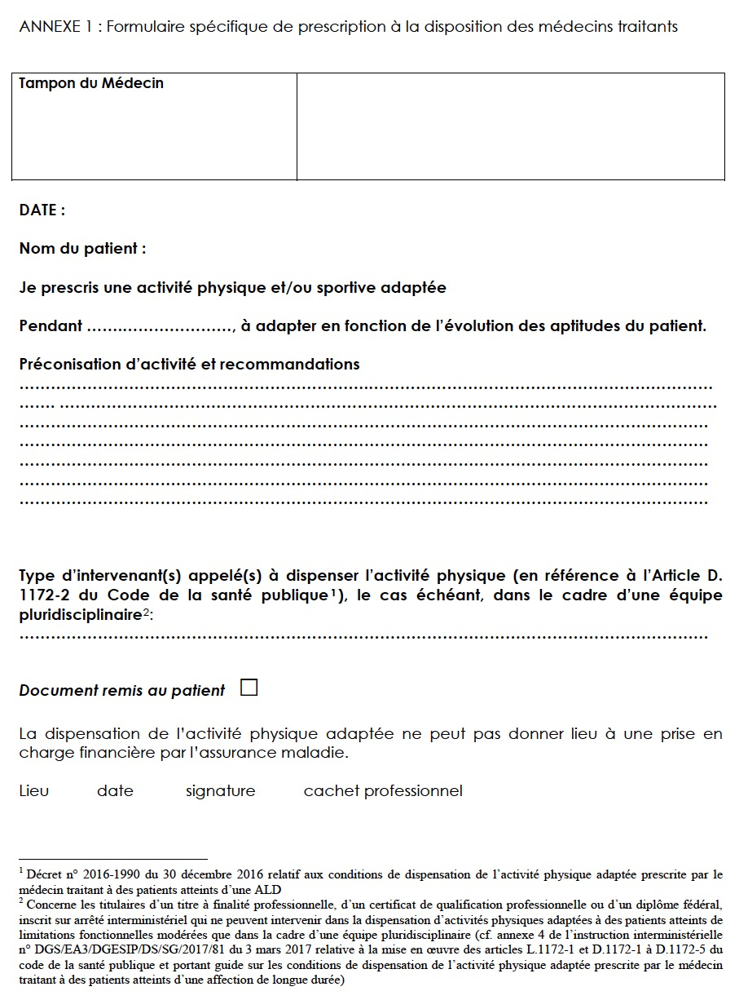 ANNEXE 1 : Formulaire spécifique de prescription à la disposition des médecins traitants
Tampon du Médecin
DATE :
Nom du patient :
Je prescris une activité physique et/ou sportive adaptée
Pendant ............................, à adapter en fonction de l’évolution des aptitudes du patient.
Préconisation d’activité et recommandations
…………………………………………………………………………………………………………………
……. ……………………………………………………………………………………………………………
…………………………………………………………………………………………………………………
…………………………………………………………………………………………………………………
…………………………………………………………………………………………………………………
…………………………………………………………………………………………………………………
…………………………………………………………………………………………………………………
Type d’intervenant(s) appelé(s) à dispenser l’activité physique (en référence à l’Article D.
1172-2 du Code de la santé publique¹), le cas échéant, dans le cadre d’une équipe
pluridisciplinaire²:
…………………………………………………………………………………………………………………
Document remis au patient ☐
La dispensation de l’activité physique adaptée ne peut pas donner lieu à une prise en
charge financière par l’assurance maladie.
Lieu date signature cachet professionnel
¹ Décret n° 2016-1990 du 30 décembre 2016 relatif aux conditions de dispensation de l’activité physique adaptée prescrite par le
médecin traitant à des patients atteints d’une ALD
² Concerne les titulaires d’un titre à finalité professionnelle, d’un certificat de qualification professionnelle ou d’un diplôme fédéral,
inscrit sur arrêté interministériel qui ne peuvent intervenir dans la dispensation d’activités physiques adaptées à des patients atteints de
limitations fonctionnelles modérées que dans la cadre d’une équipe pluridisciplinaire (cf. annexe 4 de l’instruction interministérielle
n° DGS/EA3/DGESIP/DS/SG/2017/81 du 3 mars 2017 relative à la mise en œuvre des articles L.1172-1 et D.1172-1 à D.1172-5 du
code de la santé publique et portant guide sur les conditions de dispensation de l’activité physique adaptée prescrite par le médecin
traitant à des patients atteints d’une affection de longue durée)